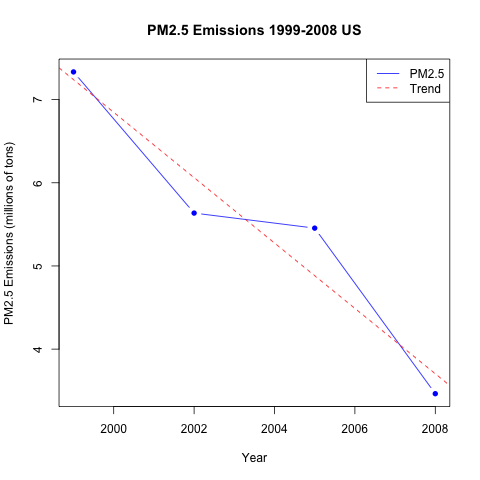 PM2.5 Emissions 1999-2008 US
PM2.5
Trend
PM2.5 Emissions (millions of tons)
7
6
5
4
2000 2002 2004 2006 2008
Year